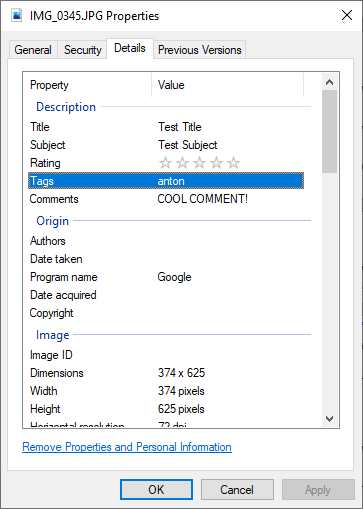 IMG_0345.JPG Properties
General Security Details Previous Versions
Property Value
Description
Title Test Title
Subject Test Subject
Rating
Tags anton
Comments COOL COMMENT!
Origin
Authors
Date taken
Program name Google
Date acquired
Copyright
Image
Image ID
Dimensions 374 x 625
Width 374 pixels
Height 625 pixels
Horizontal resolution 72 dpi
Remove Properties and Personal Information
OK Cancel Apply